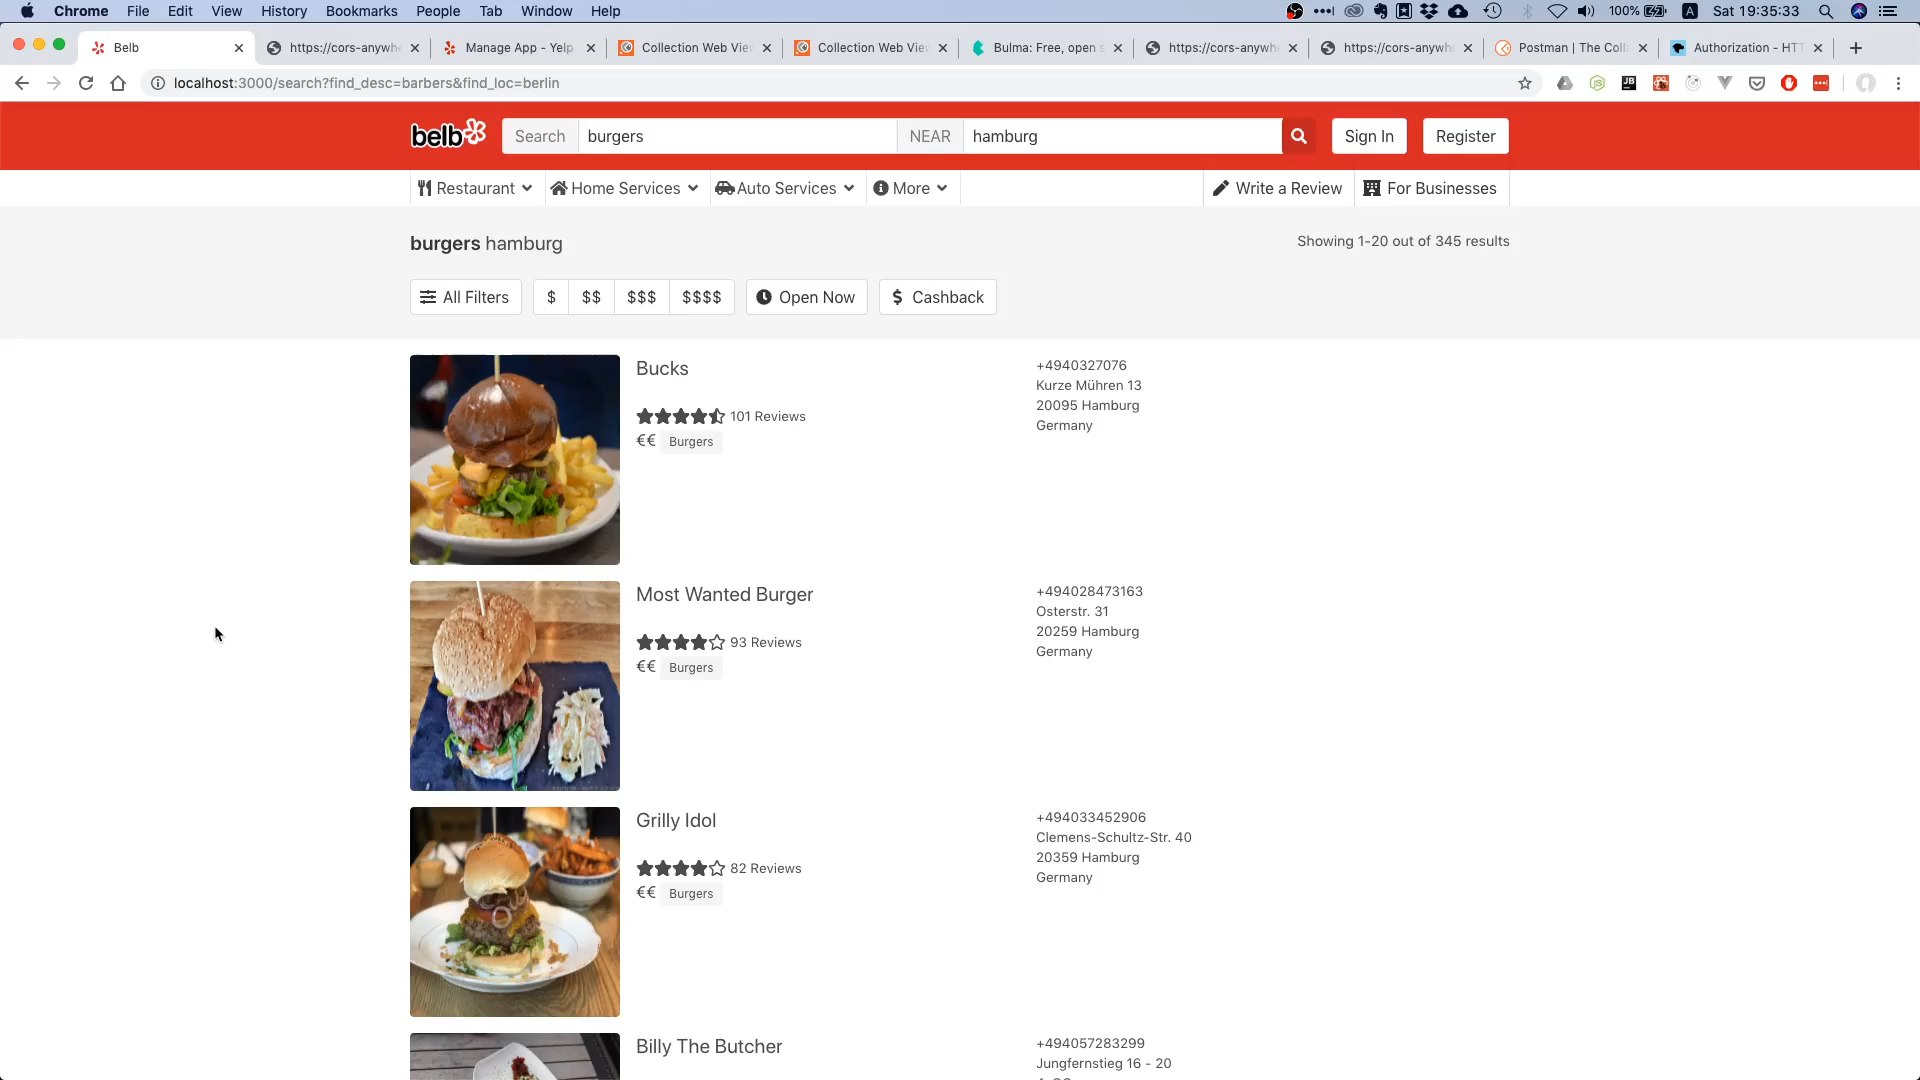 Chrome File Edit View History Bookmarks People Tab Window Help
100% A Sat 19:35:33
Belb
https://cors-anywh
Manage App - Yelp
Collection Web Vie
Collection Web Vie
Bulma: Free, open s
https://cors-anywh
https://cors-anywh
Postman | The Coll
Authorization - HTT
localhost:3000/search?find_desc=barbers&find_loc=berlin
belb
Search burgers NEAR hamburg
Sign In
Register
Restaurant Home Services Auto Services More
Write a Review For Businesses
burgers hamburg
Showing 1-20 out of 345 results
All Filters $ $$ $$$ $$$$ Open Now $ Cashback
Bucks
101 Reviews
€€ Burgers
+4940327076
Kurze Mühren 13
20095 Hamburg
Germany
Most Wanted Burger
93 Reviews
€€ Burgers
+494028473163
Osterstr. 31
20259 Hamburg
Germany
Grilly Idol
82 Reviews
€€ Burgers
+494033452906
Clemens-Schultz-Str. 40
20359 Hamburg
Germany
Billy The Butcher
+494057283299
Jungfernstieg 16 - 20